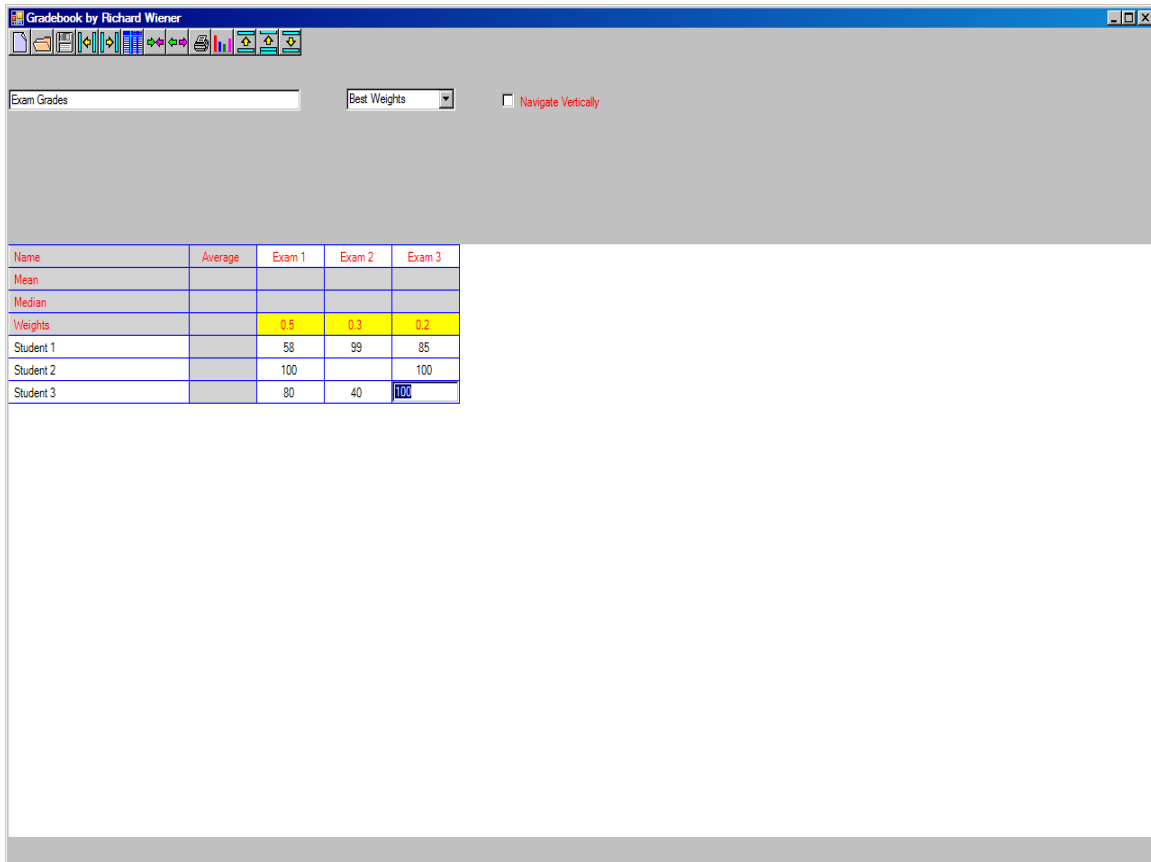 Gradebook by Richard Wiener
Exam Grades Best Weights Navigate Vertically
Name Average Exam 1 Exam 2 Exam 3
Mean
Median
Weights 0.5 0.3 0.2
Student 1 58 99 85
Student 2 100 100
Student 3 80 40 100